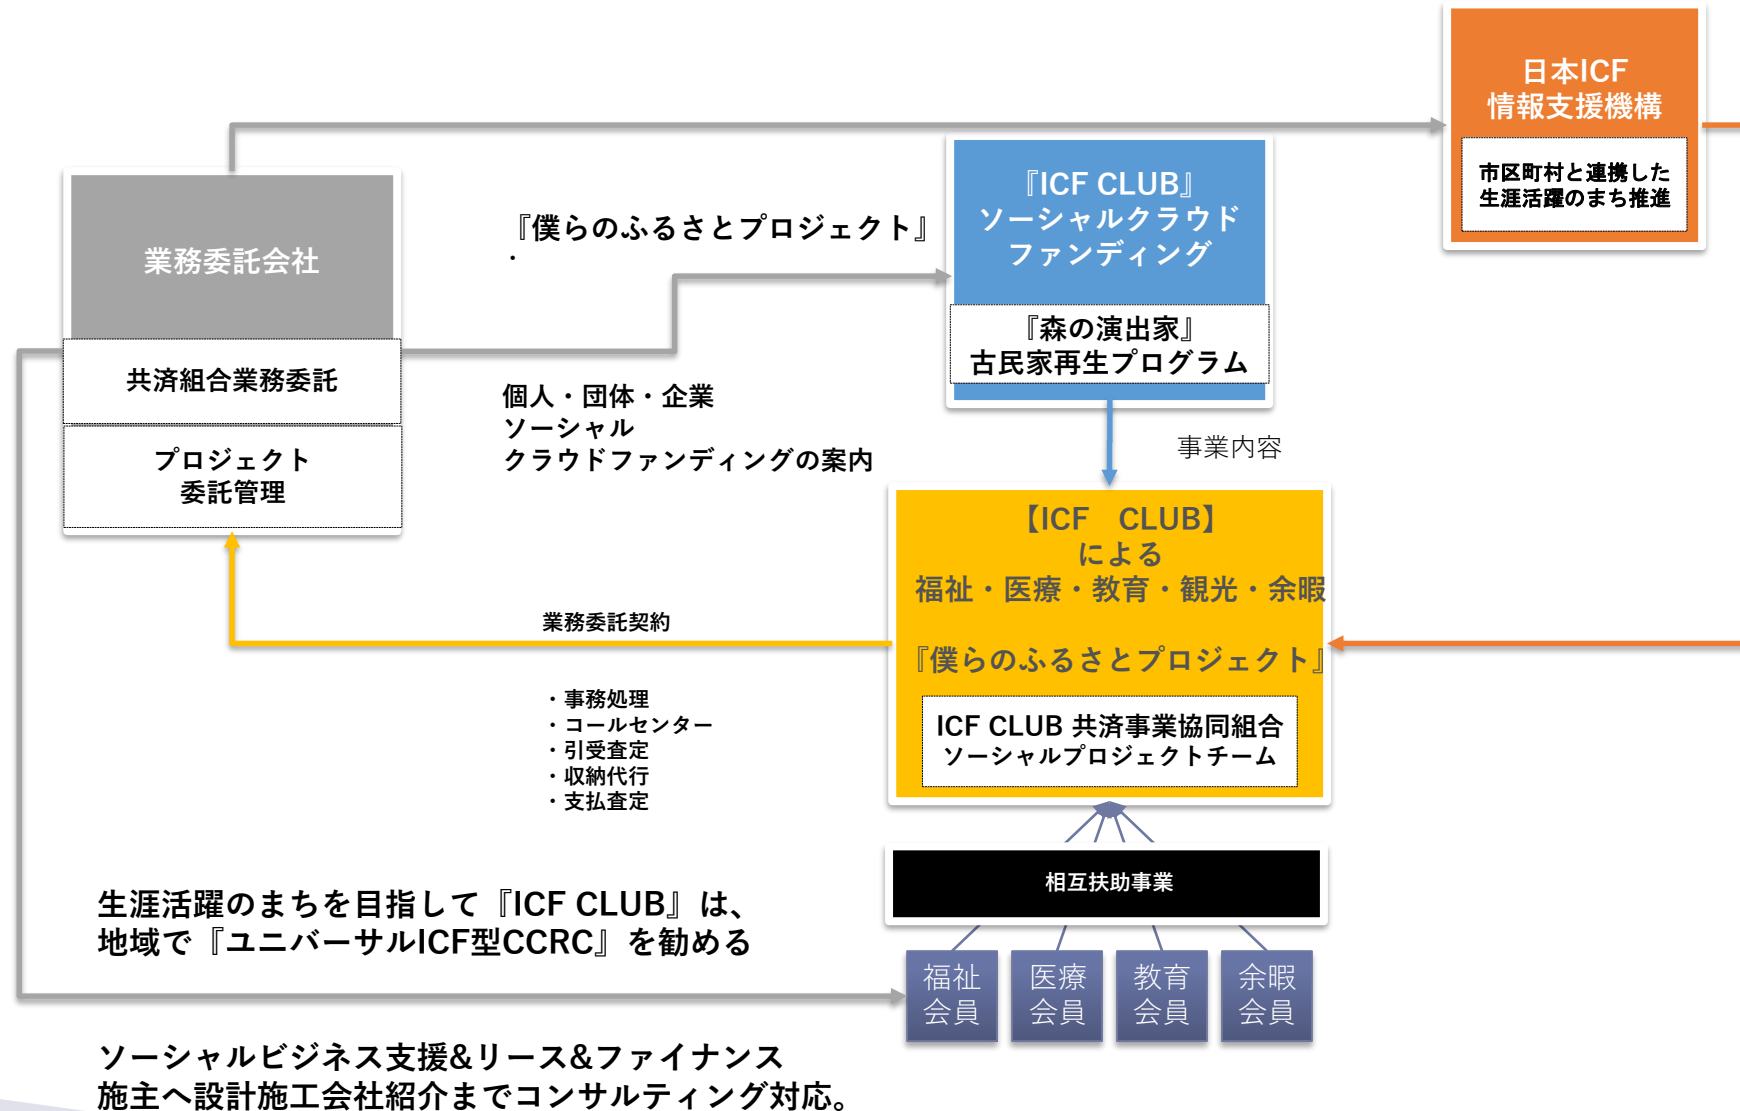 日本ICF
情報支援機構
市区町村と連携した
生涯活躍のまち推進
『ICF CLUB』
ソーシャルクラウド
ファンディング
『森の演出家』
古民家再生プログラム
業務委託会社
共済組合業務委託
プロジェクト
委託管理
『僕らのふるさとプロジェクト』
・
個人・団体・企業
ソーシャル
クラウドファンディングの案内
事業内容
【ICF　CLUB】
による
福祉・医療・教育・観光・余暇
『僕らのふるさとプロジェクト』
ICF CLUB 共済事業協同組合
ソーシャルプロジェクトチーム
業務委託契約
・事務処理
・コールセンター
・引受査定
・収納代行
・支払査定
相互扶助事業
福祉
会員
医療
会員
教育
会員
余暇
会員
生涯活躍のまちを目指して『ICF CLUB』は、
地域で『ユニバーサルICF型CCRC』を勧める
ソーシャルビジネス支援&リース&ファイナンス
施主へ設計施工会社紹介までコンサルティング対応。